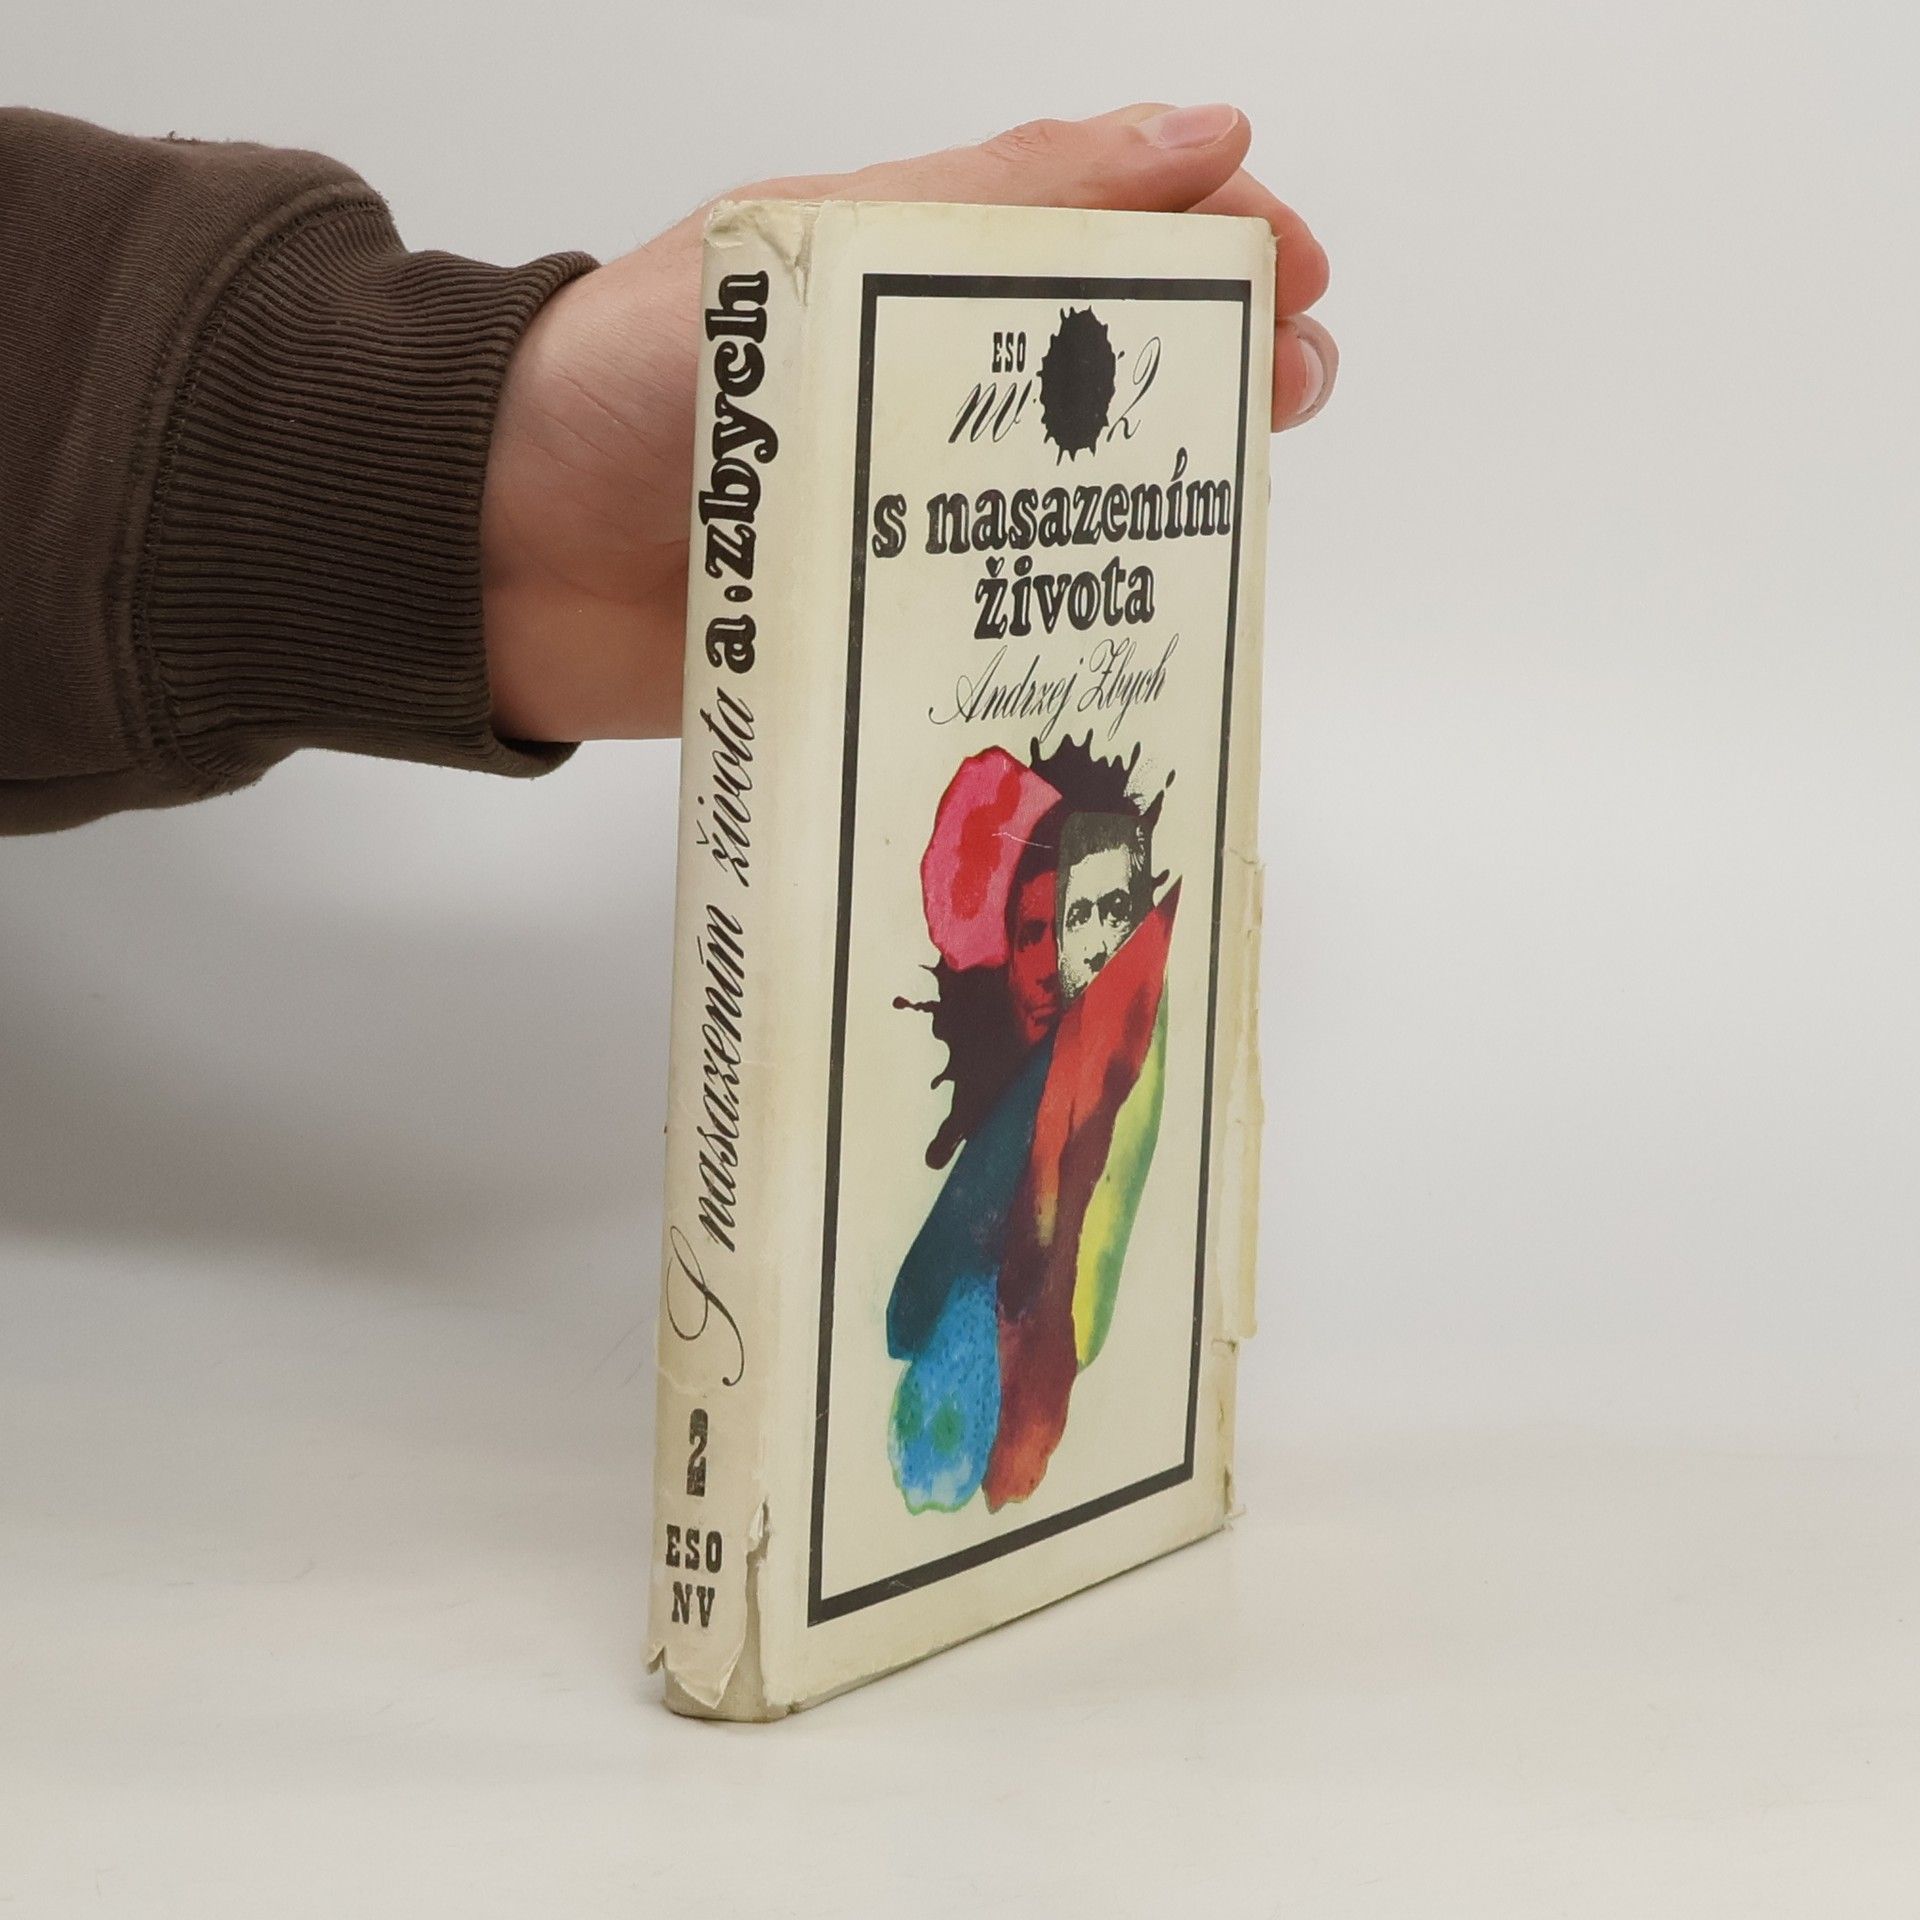 ESO
nv 2
s nasazením
života
Andrzej Zbych
S nasazením života a. zbych
2
ESO
NV